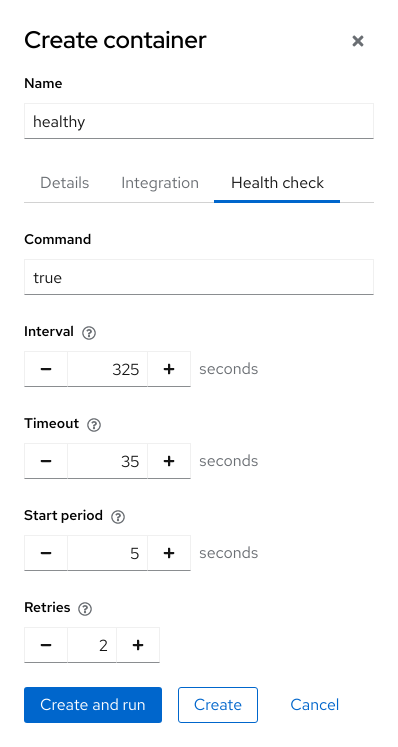 Create container
Name
healthy
Details Integration Health check
Command
true
Interval
325 seconds
Timeout
35 seconds
Start period
5 seconds
Retries
2
Create and run Create Cancel